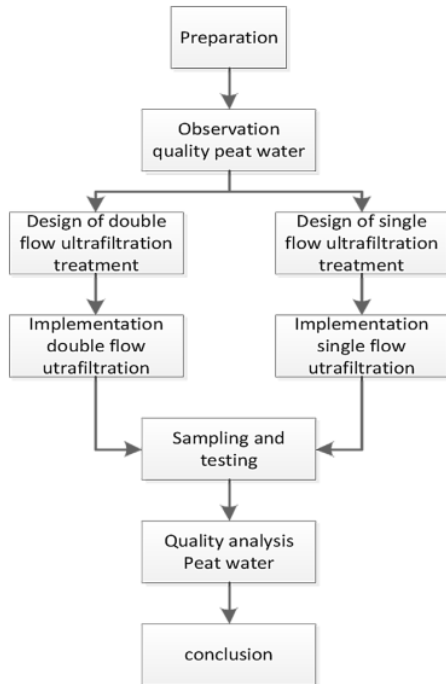 Preparation
Observation
quality peat water
Design of double
flow ultrafiltration
treatment
Design of single
flow ultrafiltration
treatment
Implementation
double flow
utrafiltration
Implementation
single flow
utrafiltration
Sampling and
testing
Quality analysis
Peat water
conclusion